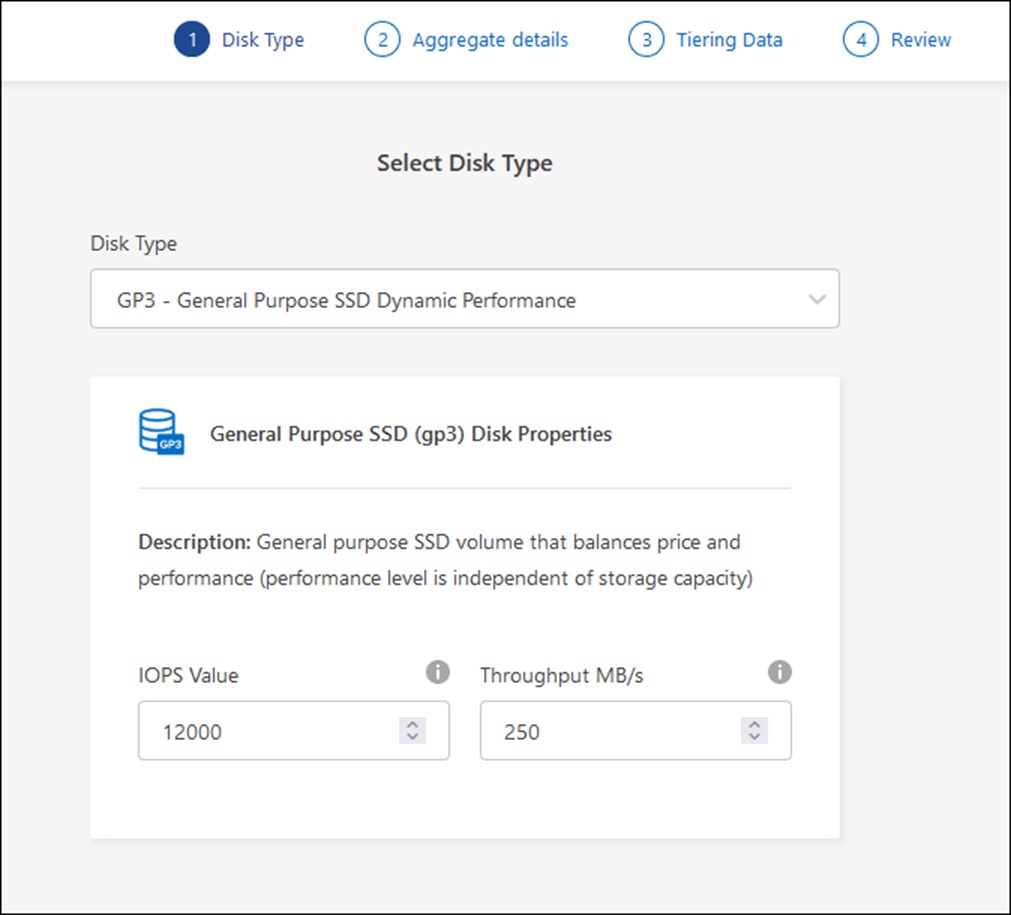 1 Disk Type 2 Aggregate details 3 Tiering Data 4 Review
Select Disk Type
Disk Type
GP3 - General Purpose SSD Dynamic Performance
GP3 General Purpose SSD (gp3) Disk Properties
Description: General purpose SSD volume that balances price and
performance (performance level is independent of storage capacity)
IOPS Value i Throughput MB/s i
12000 250